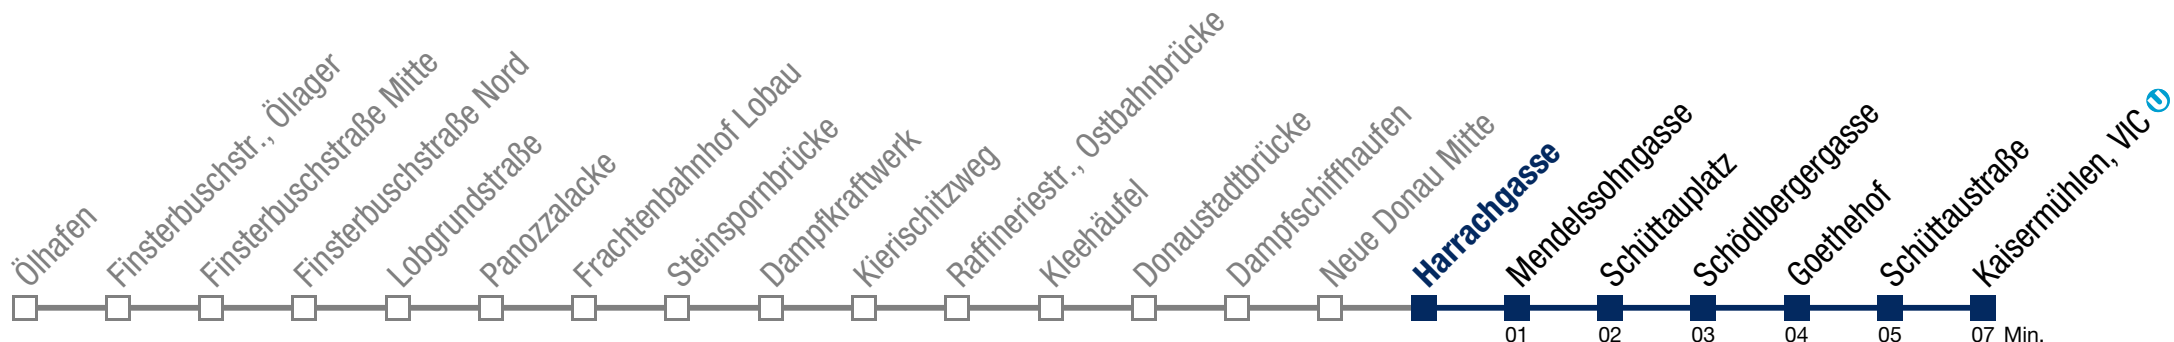 Ölhafen
Finsterbuschstr., Öllager
Finsterbuschstraße Mitte
Finsterbuschstraße Nord
Lobgrundstraße
Panozzalacke
Frachtenbahnhof Lobau
Steinspornbrücke
Dampfkraftwerk
Kierischitzweg
Raffineriestr., Ostbahnbrücke
Kleehäufel
Donaustadtbrücke
Dampfschiffhaufen
Neue Donau Mitte
Harrachgasse
Mendelssohngasse
Schüttauplatz
Schödlbergergasse
Goethehof
Schüttaustraße
Kaisermühlen, VIC U
01 02 03 04 05 07 Min.